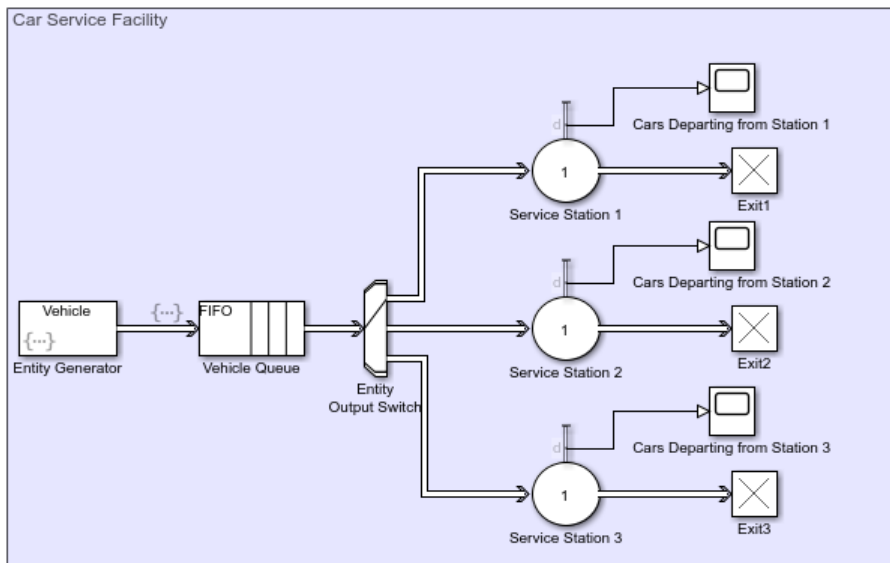 Car Service Facility
d
Cars Departing from Station 1
1
Service Station 1
Exit1
d
Cars Departing from Station 2
Vehicle
{...}
Entity Generator
{...}
FIFO
Vehicle Queue
Entity
Output Switch
1
Service Station 2
Exit2
d
Cars Departing from Station 3
1
Service Station 3
Exit3